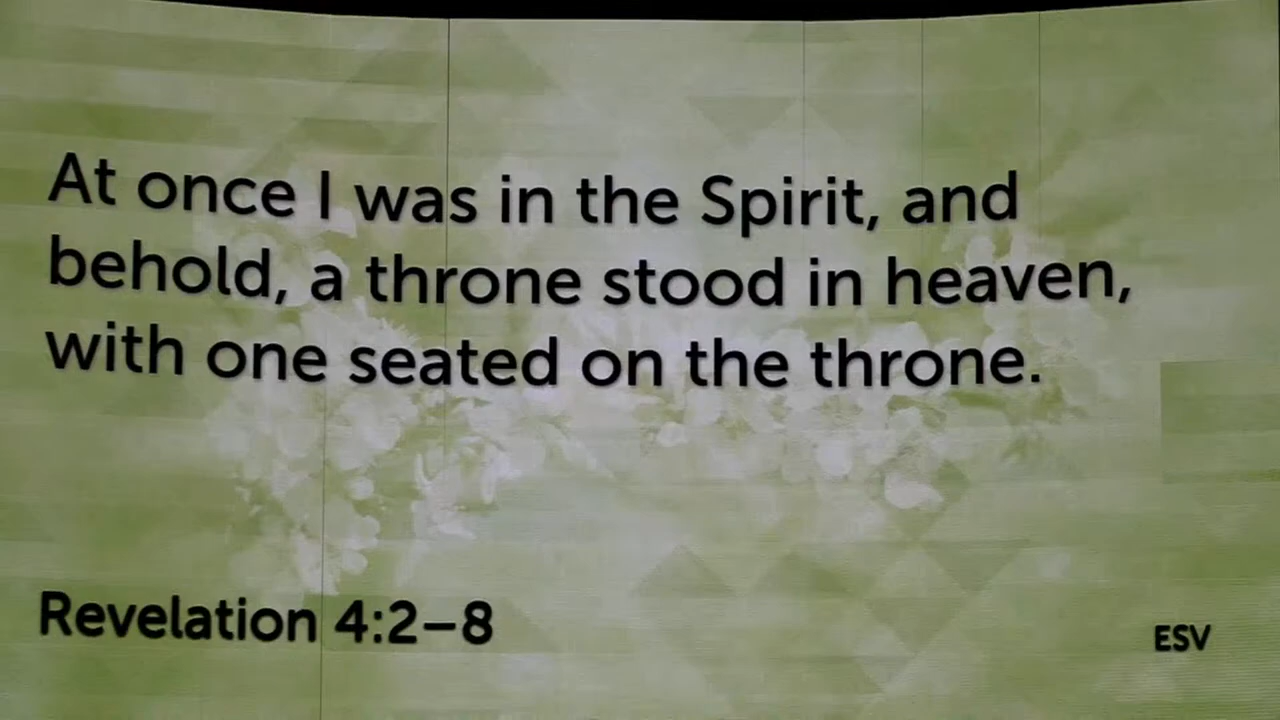 At once I was in the Spirit, and
behold, a throne stood in heaven,
with one seated on the throne.
Revelation 4:2–8
ESV